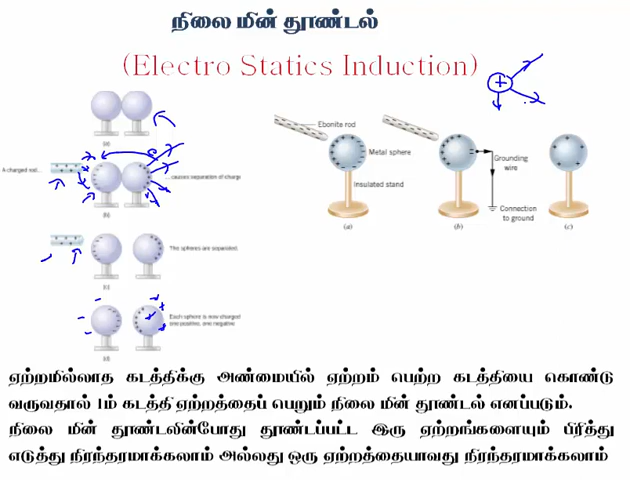 நிலை மின் தூண்டல்
(Electro Statics Induction)
(a)
A charged rod...
...causes separation of charge
(b)
The spheres are separated.
(c)
Each sphere is now charged
one positive, one negative
(d)
Ebonite rod
Metal sphere
Insulated stand
(a)
Grounding
wire
Connection
to ground
(b)
(c)
ஏற்றமில்லாத கடத்திக்கு அண்மையில் ஏற்றம் பெற்ற கடத்தியை கொண்டு
வருவதால் 1ம் கடத்தி ஏற்றத்தைப் பெறும் நிலை மின் தூண்டல் எனப்படும்.
நிலை மின் தூண்டலின்போது தூண்டப்பட்ட இரு ஏற்றங்களையும் பிரித்து
எடுத்து நிரந்தரமாக்கலாம் அல்லது ஒரு ஏற்றத்தையாவது நிரந்தரமாக்கலாம்